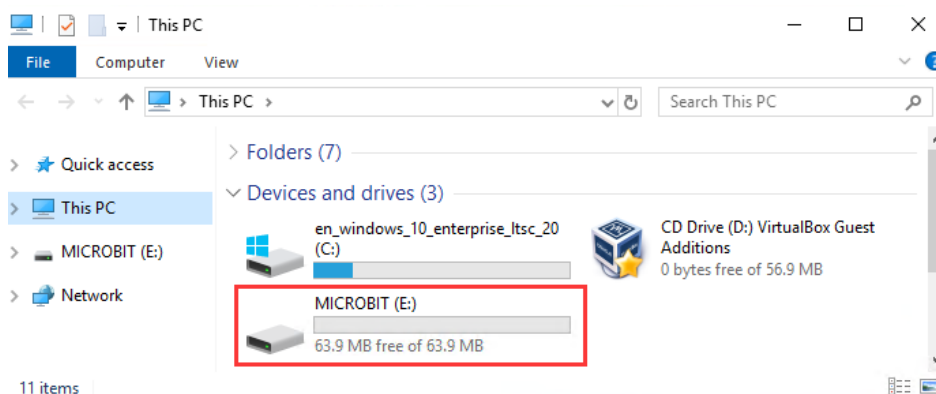 This PC
File Computer View
This PC
Search This PC
Quick access
This PC
MICROBIT (E:)
Network
Folders (7)
Devices and drives (3)
en_windows_10_enterprise_ltsc_20
(C:)
CD Drive (D:) VirtualBox Guest
Additions
0 bytes free of 56.9 MB
MICROBIT (E:)
63.9 MB free of 63.9 MB
11 items